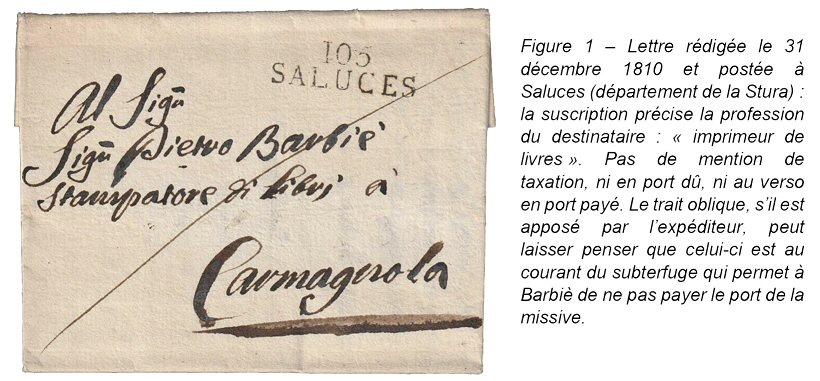 105
SALUCES
Al Sigñ
Sigñ Pietro Barbiè
Stampatore di libri à
Carmagnola
Figure 1 – Lettre rédigée le 31
décembre 1810 et postée à
Saluces (département de la Stura) :
la suscription précise la profession
du destinataire : « imprimeur de
livres ». Pas de mention de
taxation, ni en port dû, ni au verso
en port payé. Le trait oblique, s’il est
apposé par l’expéditeur, peut
laisser penser que celui-ci est au
courant du subterfuge qui permet à
Barbiè de ne pas payer le port de la
missive.